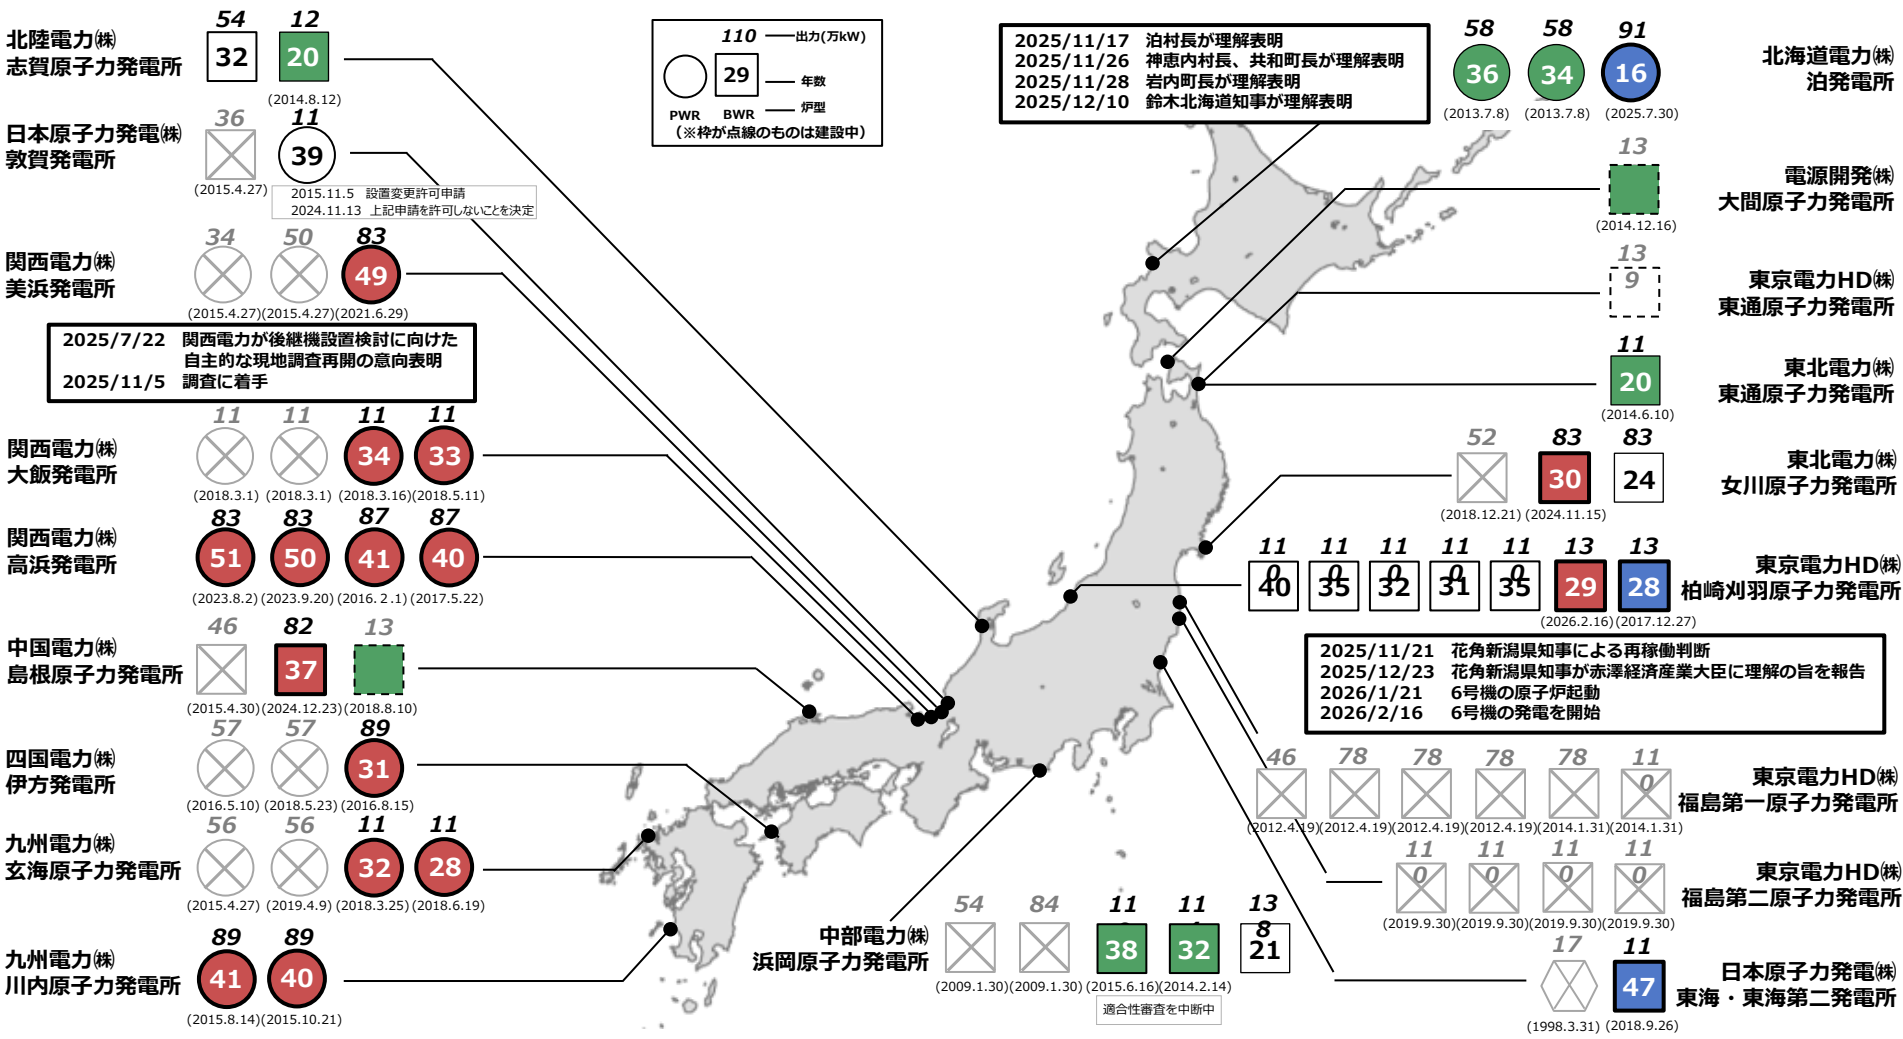 北陸電力㈱
志賀原子力発電所
54 12
32 20
(2014.8.12)
日本原子力発電㈱
敦賀発電所
36 11
39
(2015.4.27)
2015.11.5 設置変更許可申請
2024.11.13 上記申請を許可しないことを決定
関西電力㈱
美浜発電所
34 50 83
49
(2015.4.27)(2015.4.27)(2021.6.29)
2025/7/22 関西電力が後継機設置検討に向けた
自主的な現地調査再開の意向表明
2025/11/5 調査に着手
関西電力㈱
大飯発電所
11 11 11 11
34 33
(2018.3.1) (2018.3.1) (2018.3.16)(2018.5.11)
関西電力㈱
高浜発電所
83 83 87 87
51 50 41 40
(2023.8.2) (2023.9.20) (2016.2.1) (2017.5.22)
中国電力㈱
島根原子力発電所
46 82 13
37
(2015.4.30)(2024.12.23)(2018.8.10)
四国電力㈱
伊方発電所
57 57 89
31
(2016.5.10) (2018.5.23)(2016.8.15)
九州電力㈱
玄海原子力発電所
56 56 11 11
32 28
(2015.4.27) (2019.4.9) (2018.3.25) (2018.6.19)
九州電力㈱
川内原子力発電所
89 89
41 40
(2015.8.14)(2015.10.21)
110 出力(万kW)
29 年数
PWR BWR 炉型
(※枠が点線のものは建設中)
2025/11/17 泊村長が理解表明
2025/11/26 神恵内村長、共和町長が理解表明
2025/11/28 岩内町長が理解表明
2025/12/10 鈴木北海道知事が理解表明
58 58 91
36 34 16
(2013.7.8) (2013.7.8) (2025.7.30)
北海道電力㈱
泊発電所
13
(2014.12.16)
電源開発㈱
大間原子力発電所
13
9
東京電力HD㈱
東通原子力発電所
11
20
(2014.6.10)
東北電力㈱
東通原子力発電所
52 83 83
30 24
(2018.12.21) (2024.11.15)
東北電力㈱
女川原子力発電所
11 11 11 11 11 13 13
0 0 0 0 0
40 35 32 31 35 29 28
(2026.2.16) (2017.12.27)
東京電力HD㈱
柏崎刈羽原子力発電所
2025/11/21 花角新潟県知事による再稼働判断
2025/12/23 花角新潟県知事が赤澤経済産業大臣に理解の旨を報告
2026/1/21 6号機の原子炉起動
2026/2/16 6号機の発電を開始
46 78 78 78 78 11
0
(2012.4.19)(2012.4.19)(2012.4.19)(2012.4.19)(2014.1.31)(2014.1.31)
東京電力HD㈱
福島第一原子力発電所
11 11 11 11
0 0 0 0
(2019.9.30)(2019.9.30)(2019.9.30)(2019.9.30)
東京電力HD㈱
福島第二原子力発電所
中部電力㈱
浜岡原子力発電所
54 84 11 11 13
8
38 32 21
(2009.1.30)(2009.1.30) (2015.6.16)(2014.2.14)
適合性審査を中断中
17 11
47
(1998.3.31) (2018.9.26)
日本原子力発電㈱
東海・東海第二発電所